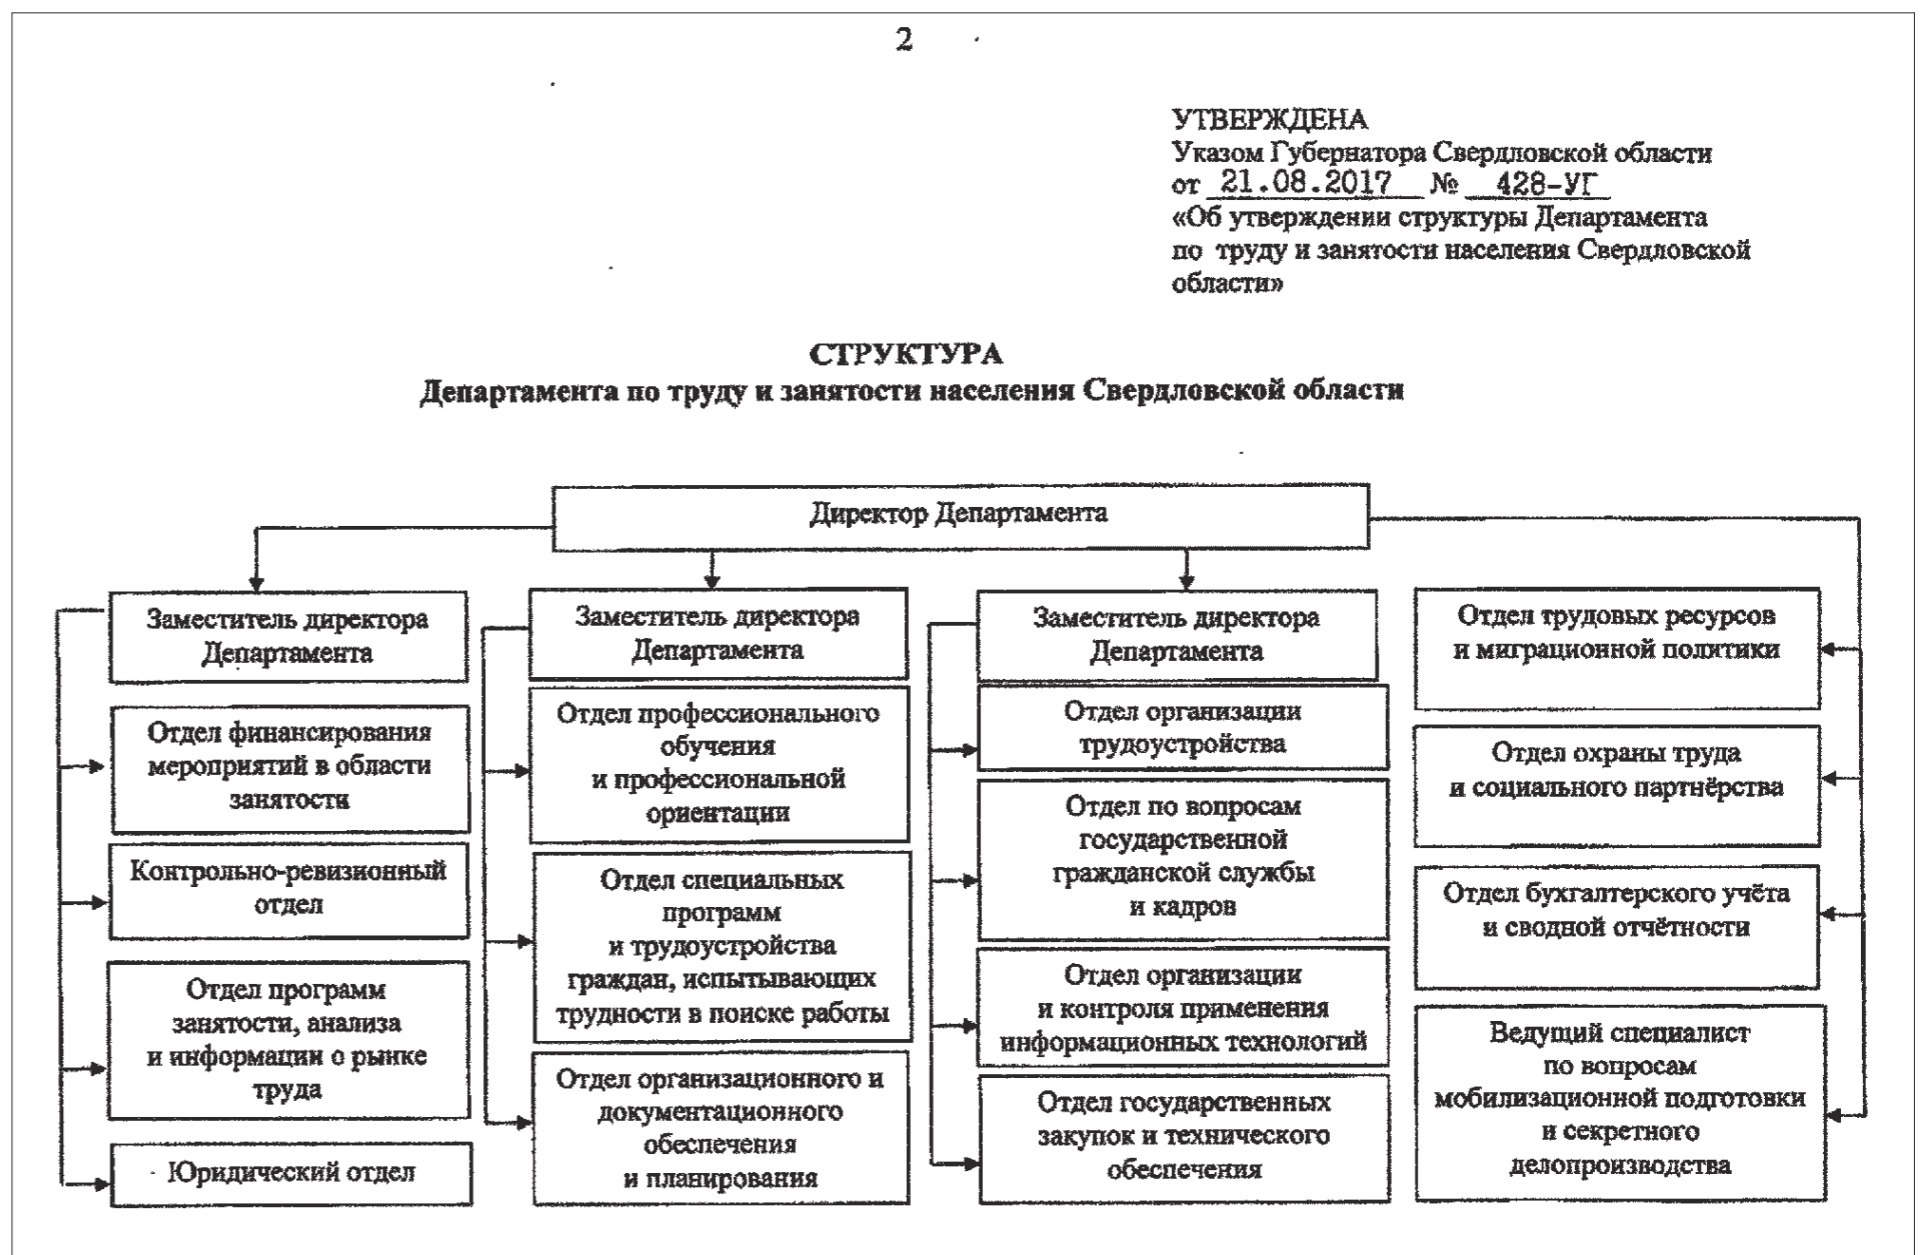 2
УТВЕРЖДЕНА
Указом Губернатора Свердловской области
от 21.08.2017 № 428-УГ
«Об утверждении структуры Департамента
по труду и занятости населения Свердловской
области»
СТРУКТУРА
Департамента по труду и занятости населения Свердловской области
Директор Департамента
Заместитель директора
Департамента
Отдел финансирования
мероприятий в области
занятости
Контрольно-ревизионный
отдел
Отдел программ
занятости, анализа
и информации о рынке
труда
Юридический отдел
Заместитель директора
Департамента
Отдел профессионального
обучения
и профессиональной
ориентации
Отдел специальных
программ
и трудоустройства
граждан, испытывающих
трудности в поиске работы
Отдел организационного и
документационного
обеспечения
и планирования
Заместитель директора
Департамента
Отдел организации
трудоустройства
Отдел по вопросам
государственной
гражданской службы
и кадров
Отдел организации
и контроля применения
информационных технологий
Отдел государственных
закупок и технического
обеспечения
Отдел трудовых ресурсов
и миграционной политики
Отдел охраны труда
и социального партнёрства
Отдел бухгалтерского учёта
и сводной отчётности
Ведущий специалист
по вопросам
мобилизационной подготовки
и секретного
делопроизводства